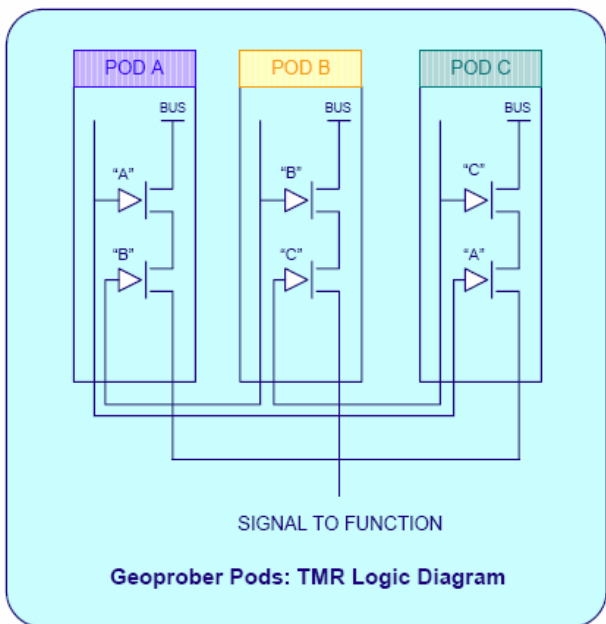 POD A POD B POD C
BUS BUS BUS
“A” “B” “C”
“B” “C” “A”
SIGNAL TO FUNCTION
Geoprober Pods: TMR Logic Diagram